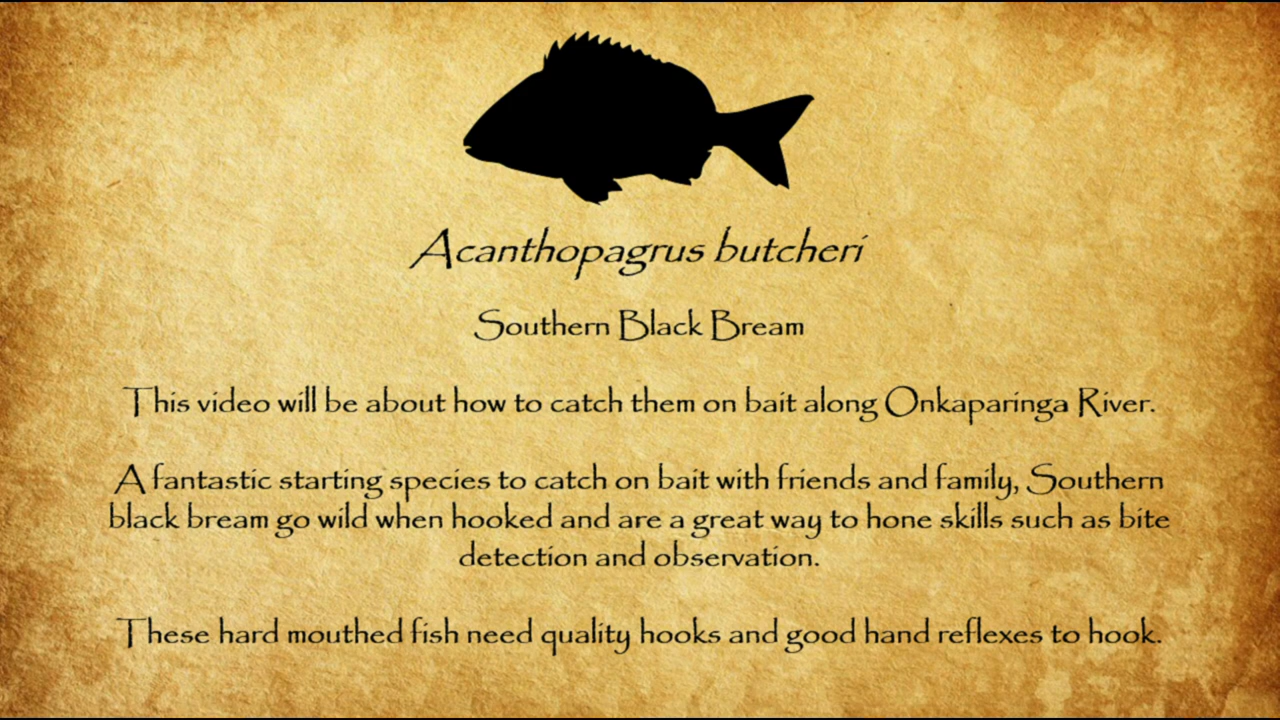 Acanthopagrus butcheri
Southern Black Bream
This video will be about how to catch them on bait along Onkaparinga River.
A fantastic starting species to catch on bait with friends and family, Southern
black bream go wild when hooked and are a great way to hone skills such as bite
detection and observation.
These hard mouthed fish need quality hooks and good hand reflexes to hook.